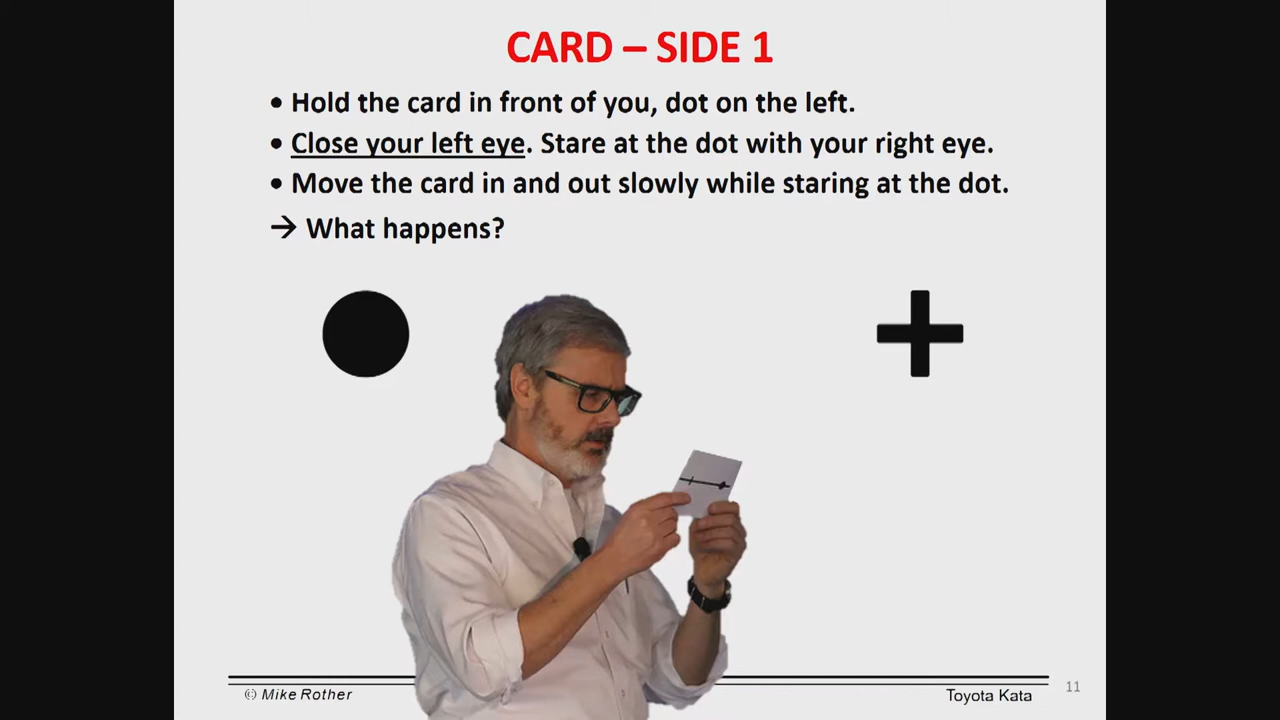 CARD – SIDE 1
• Hold the card in front of you, dot on the left.
• Close your left eye. Stare at the dot with your right eye.
• Move the card in and out slowly while staring at the dot.
→ What happens?
© Mike Rother
Toyota Kata
11